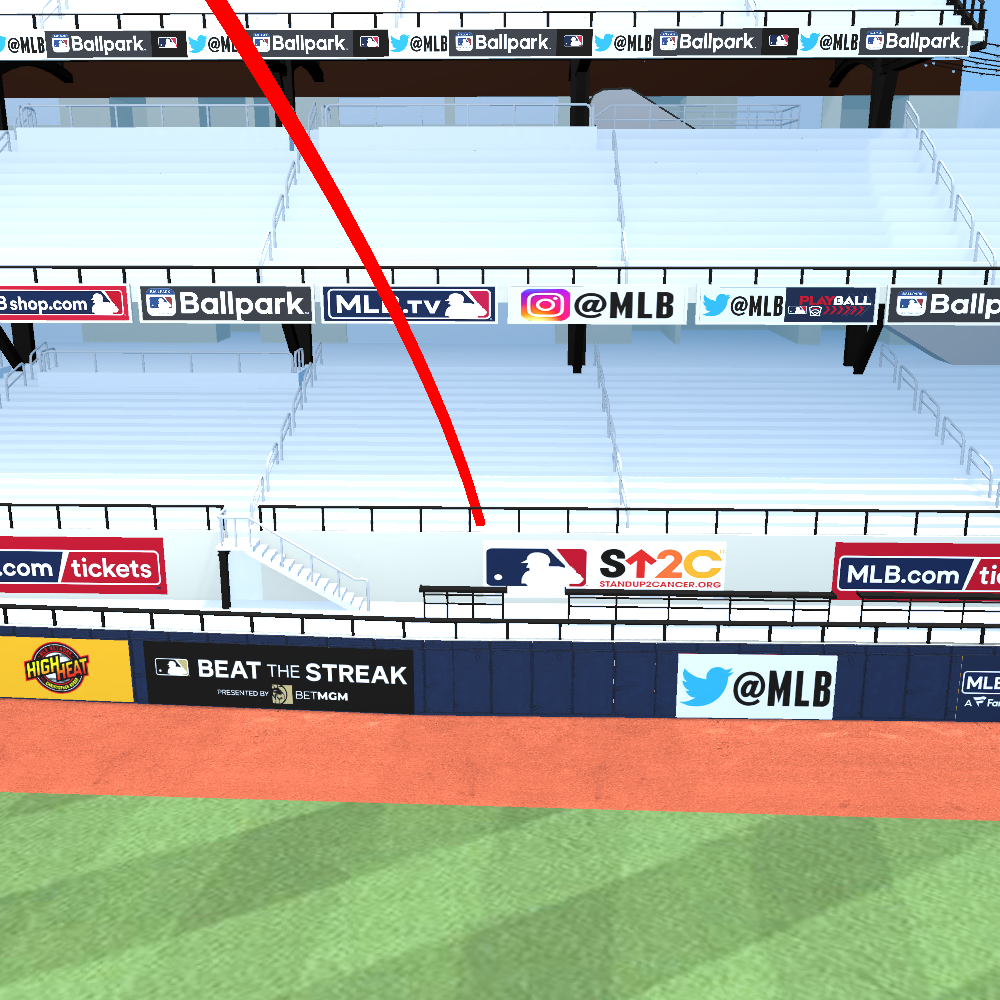 @MLB Ballpark. @MLB Ballpark. @MLB Ballpark. @MLB Ballpark. @MLB Ballpark.
shop.com Ballpark. MLB.TV @MLB @MLB PLAY BALL
.com/tickets S↑2C MLB.com
STANDUP2CANCER.ORG
HIGH HEAT BEAT THE STREAK @MLB
PRESENTED BY BETMGM